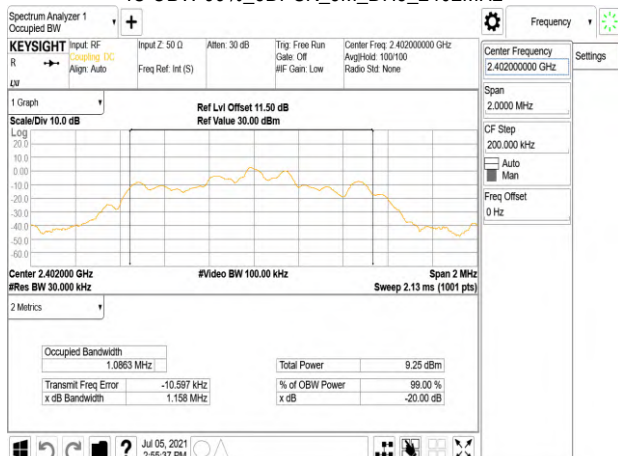 Spectrum Analyzer 1
Occupied BW
Frequency
KEYSIGHT
Input: RF
Coupling: DC
Align: Auto
Input Z: 50 Ω
Freq Ref: Int (S)
Atten: 30 dB
Trig: Free Run
Gate: Off
#IF Gain: Low
Center Freq: 2.402000000 GHz
Avg|Hold: 100/100
Radio Std: None
R
LXI
Center Frequency
2.402000000 GHz
Settings
Span
2.0000 MHz
CF Step
200.000 kHz
Auto
Man
Freq Offset
0 Hz
1 Graph
Scale/Div 10.0 dB
Ref Lvl Offset 11.50 dB
Ref Value 30.00 dBm
Log
20.0
10.0
0.00
-10.0
-20.0
-30.0
-40.0
-50.0
-60.0
Center 2.402000 GHz
#Video BW 100.00 kHz
Span 2 MHz
#Res BW 30.000 kHz
Sweep 2.13 ms (1001 pts)
2 Metrics
Occupied Bandwidth
1.0863 MHz
Total Power 9.25 dBm
Transmit Freq Error -10.597 kHz
% of OBW Power 99.00 %
x dB Bandwidth 1.158 MHz
x dB -20.00 dB
?
Jul 05, 2021
2:55:37 PM